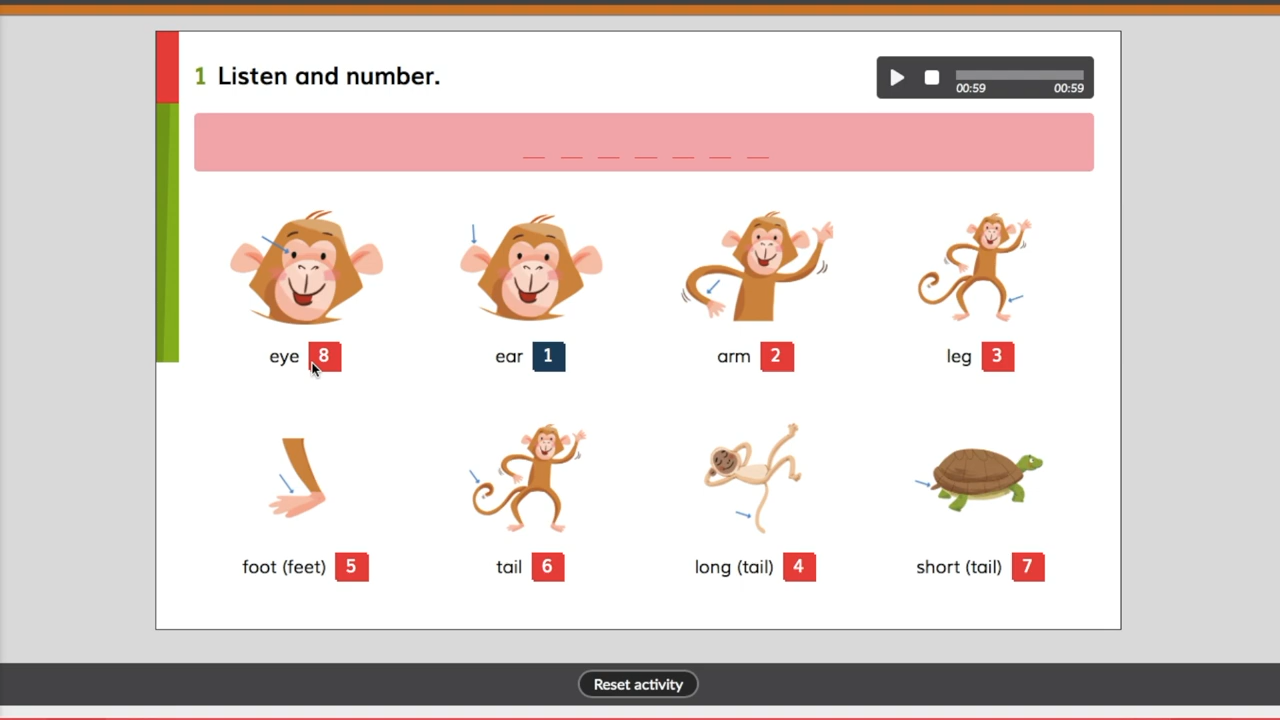 1 Listen and number.
00:59 00:59
_ _ _ _ _ _ _
eye 8 ear 1 arm 2 leg 3
foot (feet) 5 tail 6 long (tail) 4 short (tail) 7
Reset activity